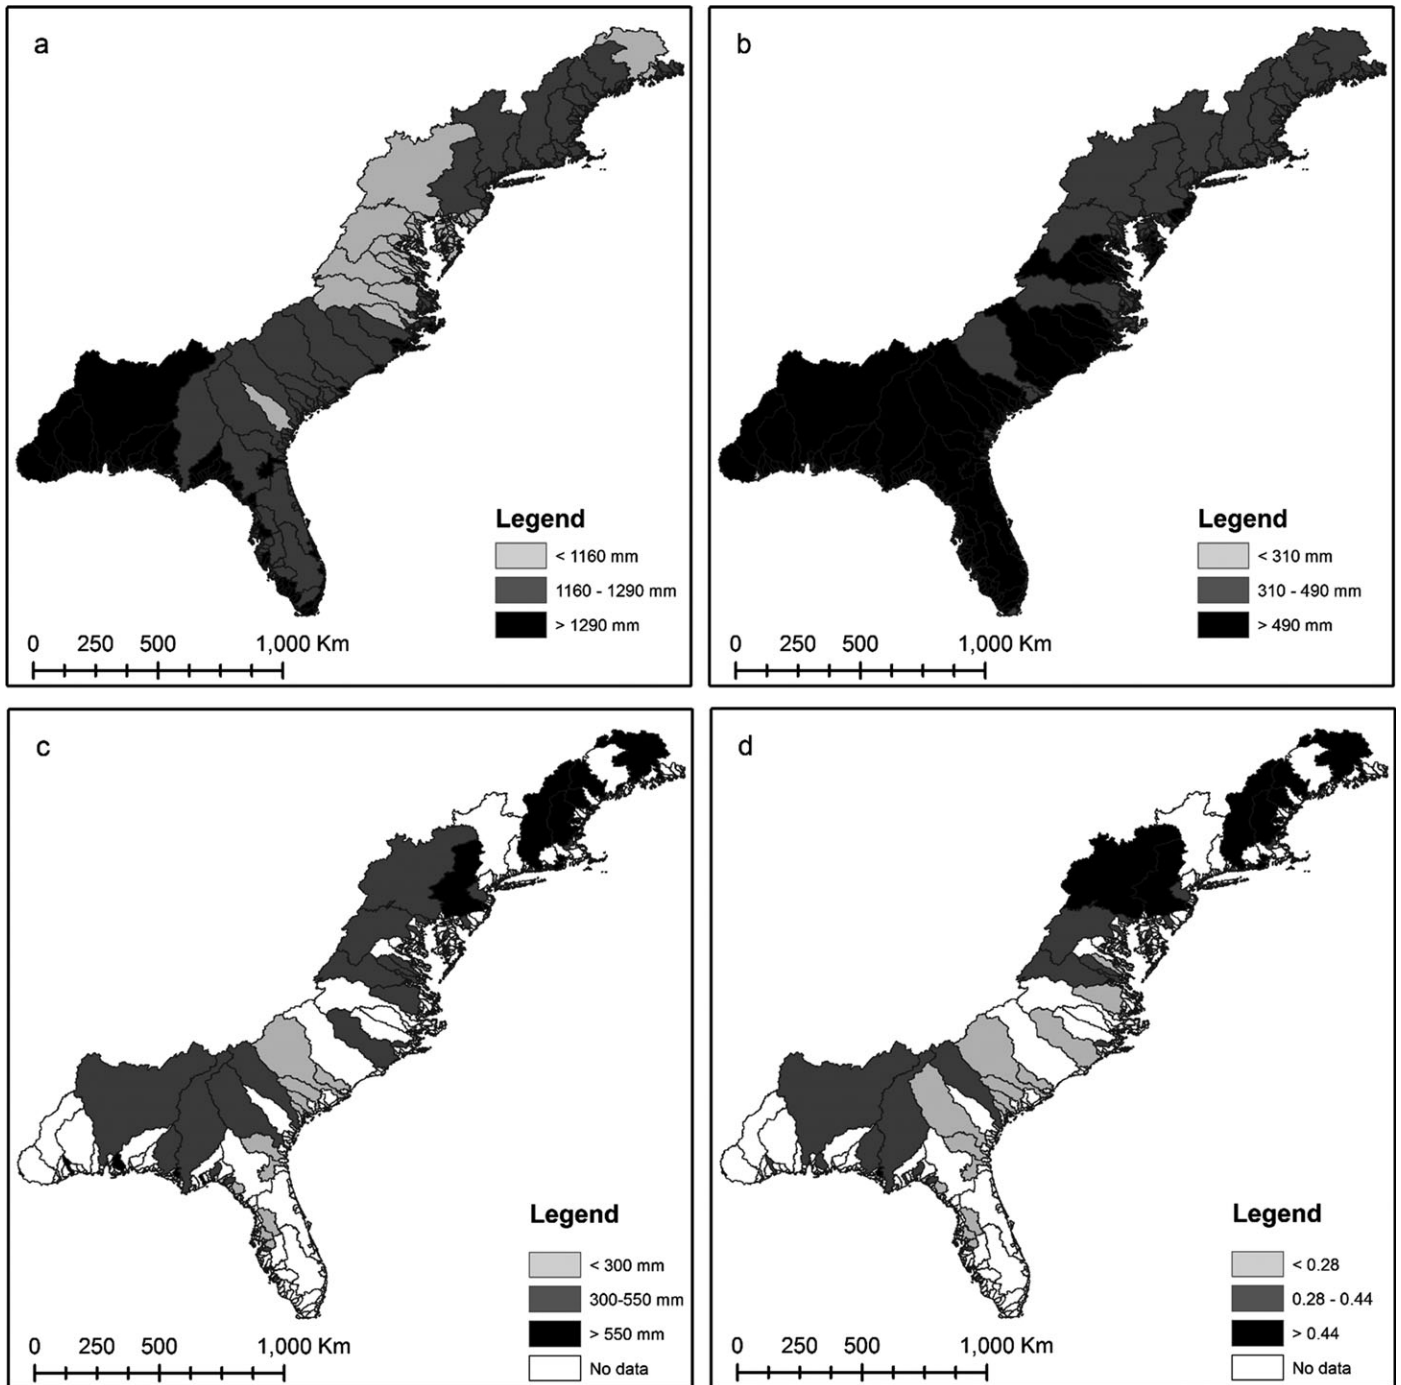 a
Legend
< 1160 mm
1160 - 1290 mm
> 1290 mm
0 250 500 1,000 Km
b
Legend
< 310 mm
310 - 490 mm
> 490 mm
0 250 500 1,000 Km
c
Legend
< 300 mm
300-550 mm
> 550 mm
No data
0 250 500 1,000 Km
d
Legend
< 0.28
0.28 - 0.44
> 0.44
No data
0 250 500 1,000 Km